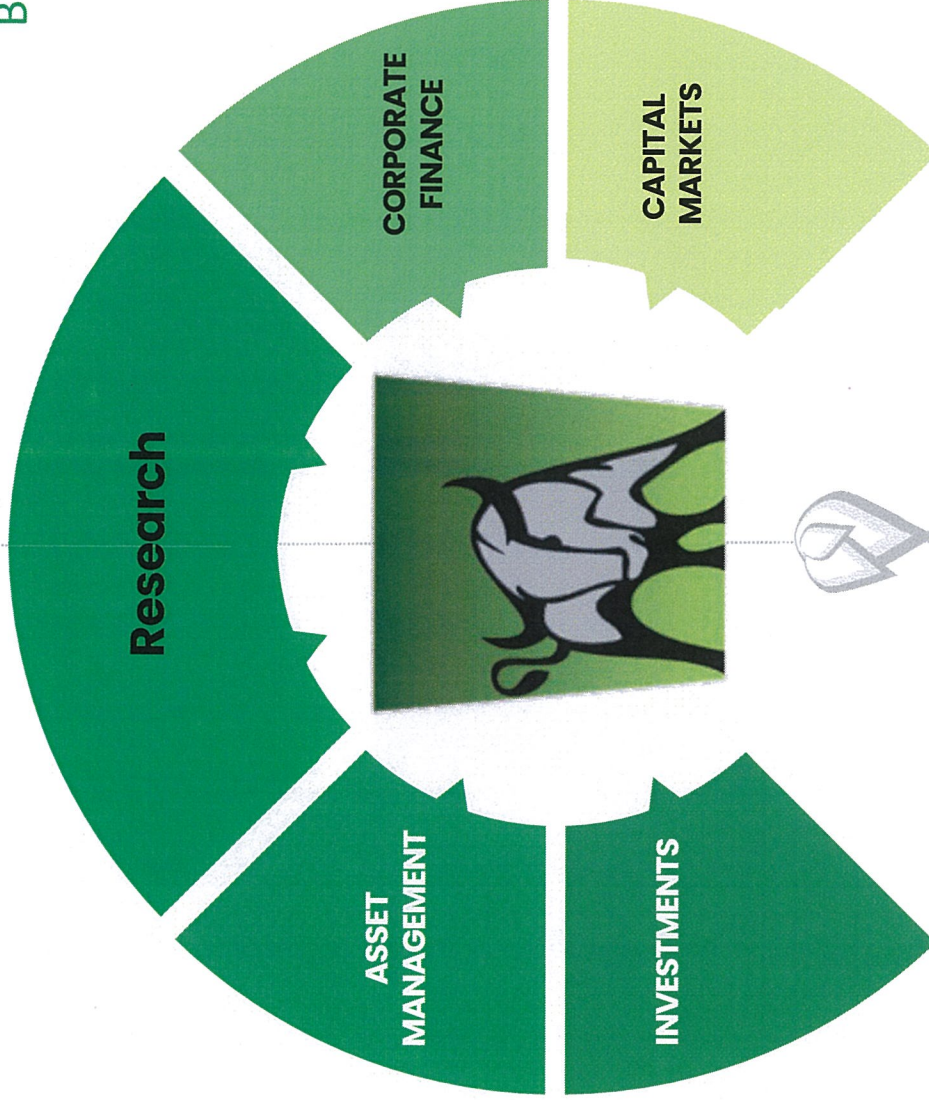 B
Research
ASSET
MANAGEMENT
CORPORATE
FINANCE
INVESTMENTS
CAPITAL
MARKETS